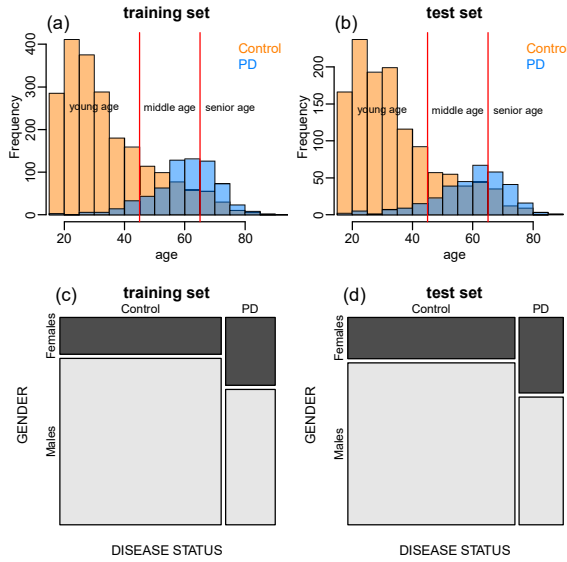 (a) training set
Control
PD
young age middle age senior age
Frequency
0 100 200 300 400
20 40 60 80
age
(b) test set
Contro
PD
young age middle age senior age
Frequency
0 50 100 150 200
20 40 60 80
age
(c) training set
Control PD
Females
Males
GENDER
DISEASE STATUS
(d) test set
Control PD
Females
Males
GENDER
DISEASE STATUS